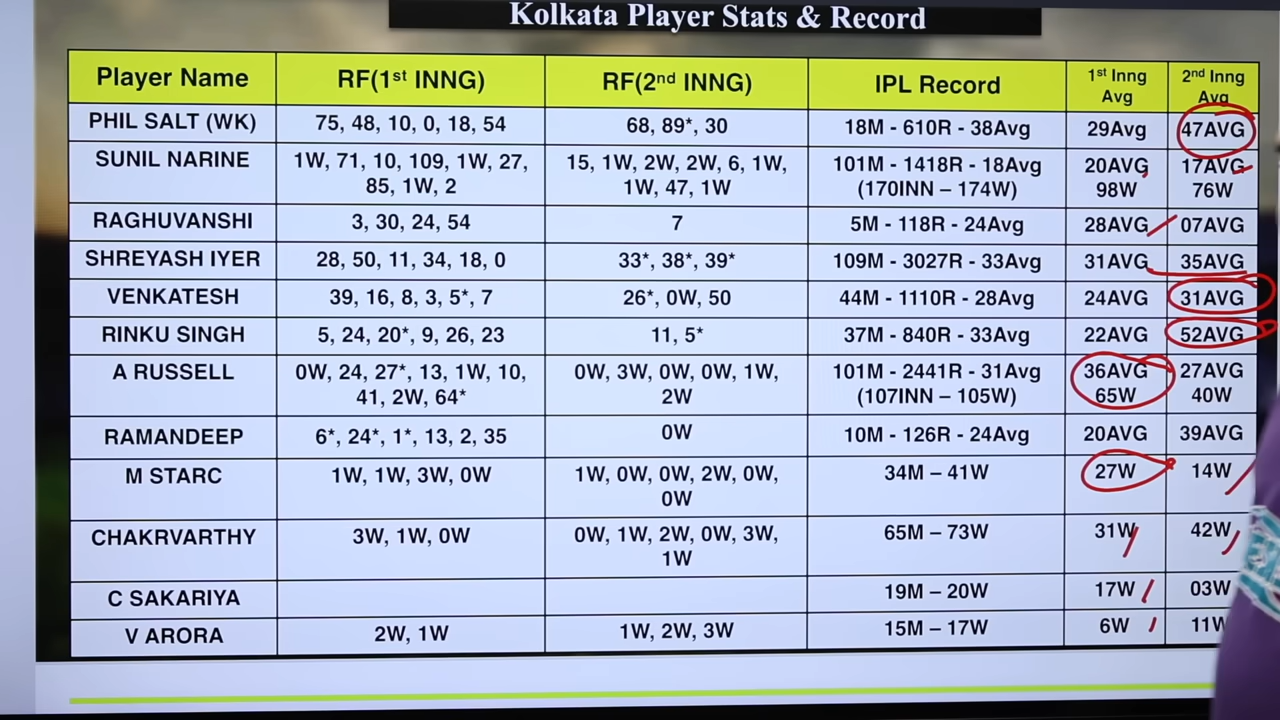 Kolkata Player Stats & Record
Player Name RF(1st INNG) RF(2nd INNG) IPL Record 1st Inng Avg 2nd Inng Avg
PHIL SALT (WK) 75, 48, 10, 0, 18, 54 68, 89*, 30 18M - 610R - 38Avg 29Avg 47AVG
SUNIL NARINE 1W, 71, 10, 109, 1W, 27, 15, 1W, 2W, 2W, 6, 1W, 101M - 1418R - 18Avg 20AVG 17AVG
85, 1W, 2 1W, 47, 1W (170INN – 174W) 98W 76W
RAGHUVANSHI 3, 30, 24, 54 7 5M - 118R - 24Avg 28AVG 07AVG
SHREYASH IYER 28, 50, 11, 34, 18, 0 33*, 38*, 39* 109M - 3027R - 33Avg 31AVG 35AVG
VENKATESH 39, 16, 8, 3, 5*, 7 26*, 0W, 50 44M - 1110R - 28Avg 24AVG 31AVG
RINKU SINGH 5, 24, 20*, 9, 26, 23 11, 5* 37M - 840R - 33Avg 22AVG 52AVG
A RUSSELL 0W, 24, 27*, 13, 1W, 10, 0W, 3W, 0W, 0W, 1W, 101M - 2441R - 31Avg 36AVG 27AVG
41, 2W, 64* 2W (107INN – 105W) 65W 40W
RAMANDEEP 6*, 24*, 1*, 13, 2, 35 0W 10M - 126R - 24Avg 20AVG 39AVG
M STARC 1W, 1W, 3W, 0W 1W, 0W, 0W, 2W, 0W, 34M – 41W 27W 14W
0W
CHAKRVARTHY 3W, 1W, 0W 0W, 1W, 2W, 0W, 3W, 65M – 73W 31W 42W
1W
C SAKARIYA 19M – 20W 17W 03W
V ARORA 2W, 1W 1W, 2W, 3W 15M – 17W 6W 11W